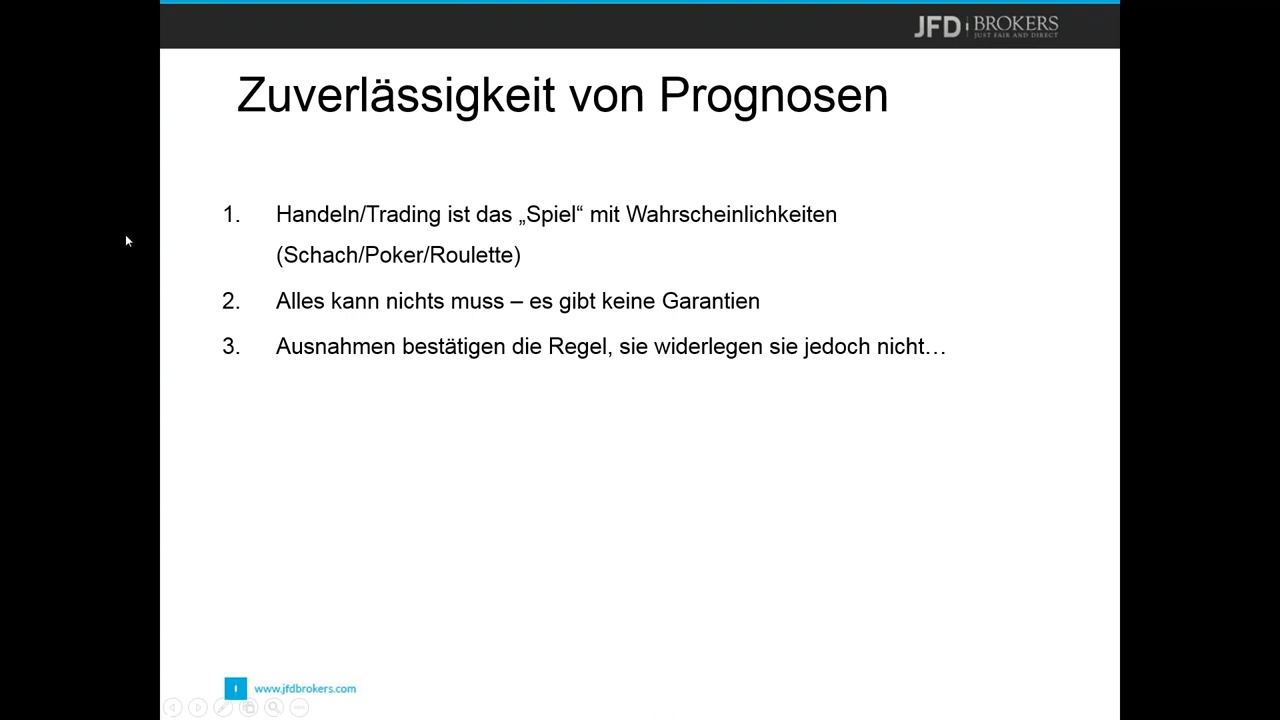 JFD BROKERS
JUST FAIR AND DIRECT
Zuverlässigkeit von Prognosen
1. Handeln/Trading ist das „Spiel“ mit Wahrscheinlichkeiten
(Schach/Poker/Roulette)
2. Alles kann nichts muss – es gibt keine Garantien
3. Ausnahmen bestätigen die Regel, sie widerlegen sie jedoch nicht…
www.jfdbrokers.com